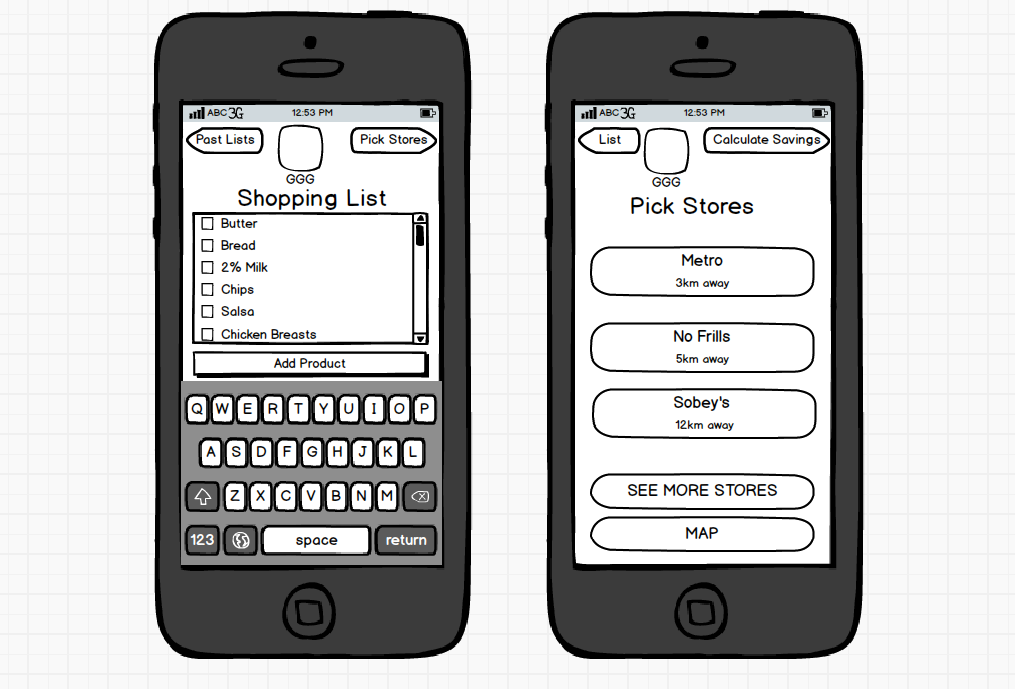 ABC 3G 12:53 PM
Past Lists Pick Stores
GGG
Shopping List
Butter
Bread
2% Milk
Chips
Salsa
Chicken Breasts
Add Product
Q W E R T Y U I O P
A S D F G H J K L
Z X C V B N M
123 space return
ABC 3G 12:53 PM
List Calculate Savings
GGG
Pick Stores
Metro
3km away
No Frills
5km away
Sobey's
12km away
SEE MORE STORES
MAP